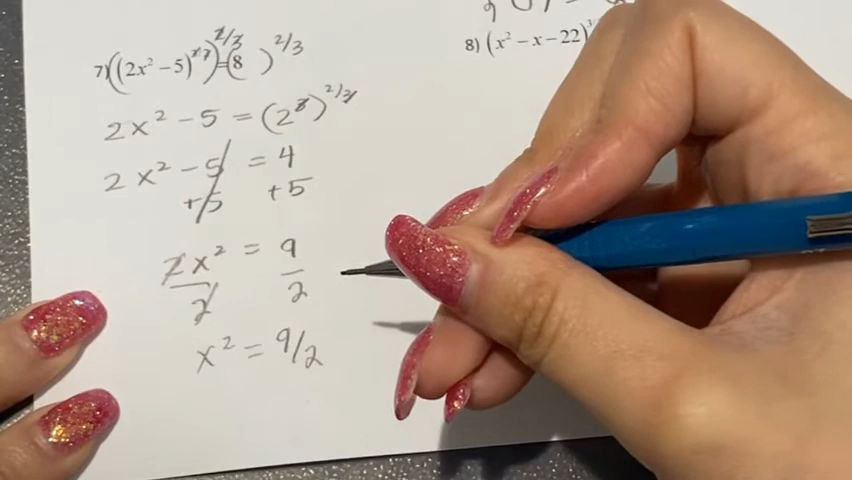 7) ((2x² - 5)^3/2)^2/3 = (8)^2/3
2x² - 5 = (2³)^2/3
2x² - 5 = 4
+5 +5
2x² = 9
2 2
x² = 9/2
8) (x² - x - 22)